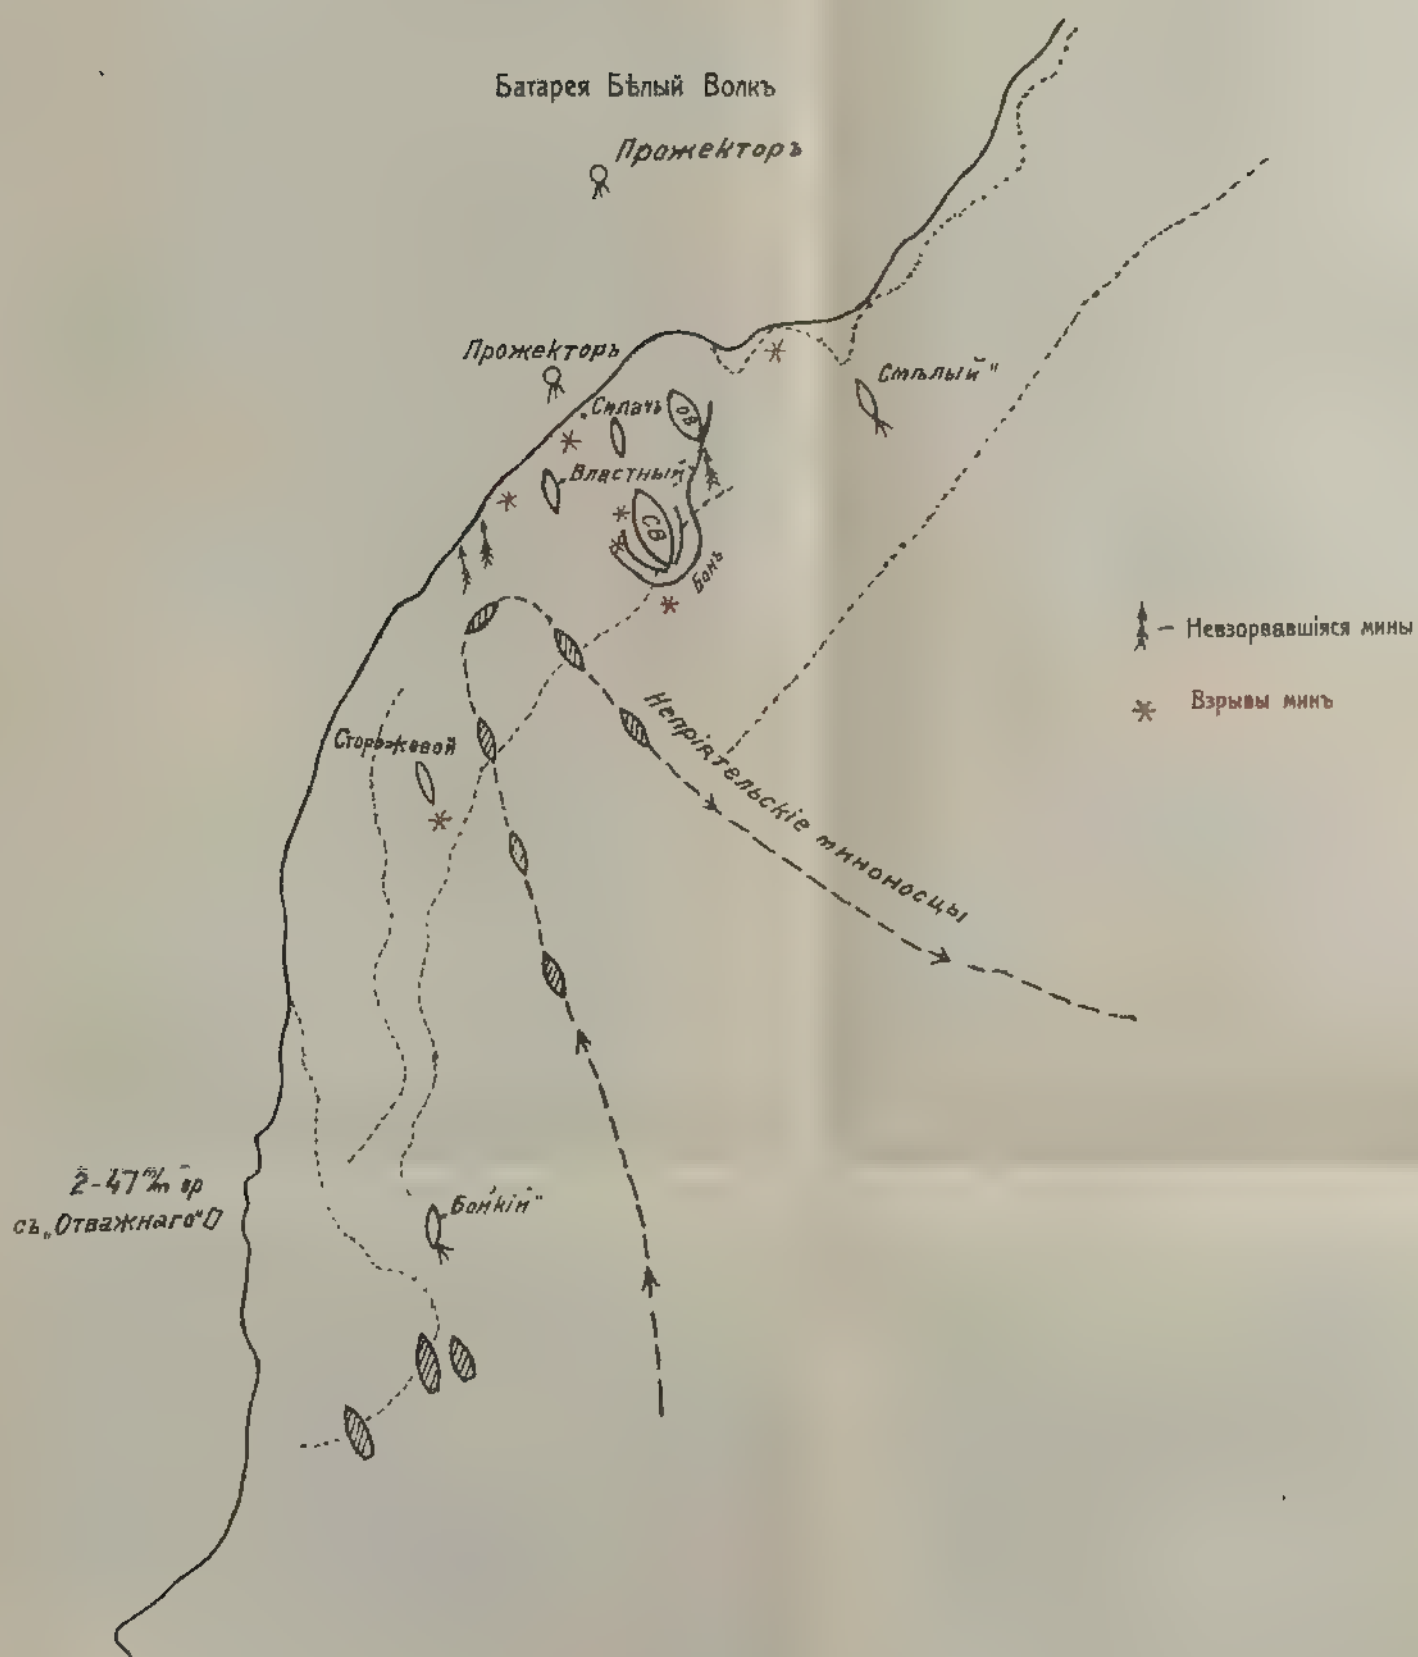 Батарея Бѣлый Волкъ
Прожекторъ
Прожекторъ
Смѣлый"
Силачъ
ОВ
Властный
СВ
Бонъ
Невзорвавшіяся мины
Взрывы минъ
Непріятельскіе миноносцы
Сторожевой
2-47 m/m ор
съ „Отважнаго"
Бойкій"